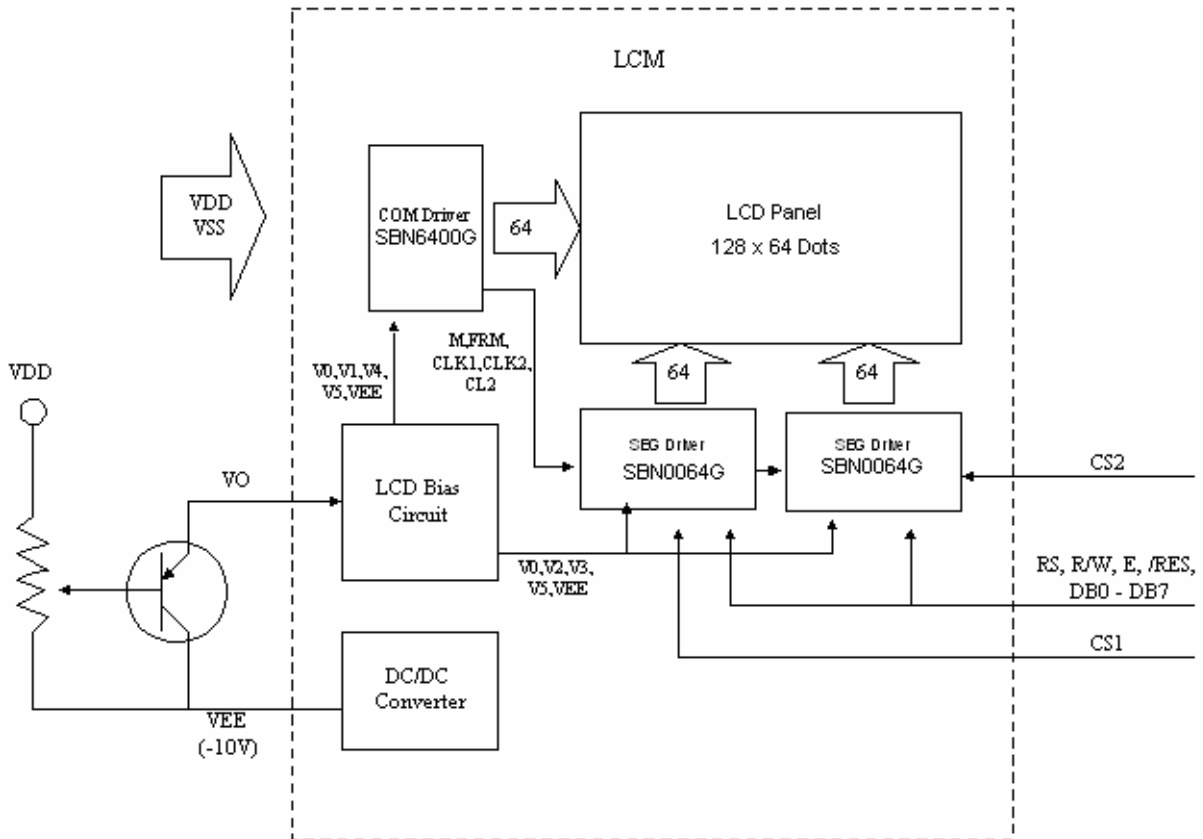 LCM
VDD
VSS
COM Driver
SBN6400G
64
LCD Panel
128 x 64 Dots
M,FRM,
CLK1,CLK2,
CL2
V0,V1,V4,
V5,VEE
64
64
VDD
SEG Driver
SBN0064G
SEG Driver
SBN0064G
CS2
VO
LCD Bias
Circuit
V0,V2,V3,
V5,VEE
RS, R/W, E, /RES,
DB0 - DB7
CS1
DC/DC
Converter
VEE
(-10V)